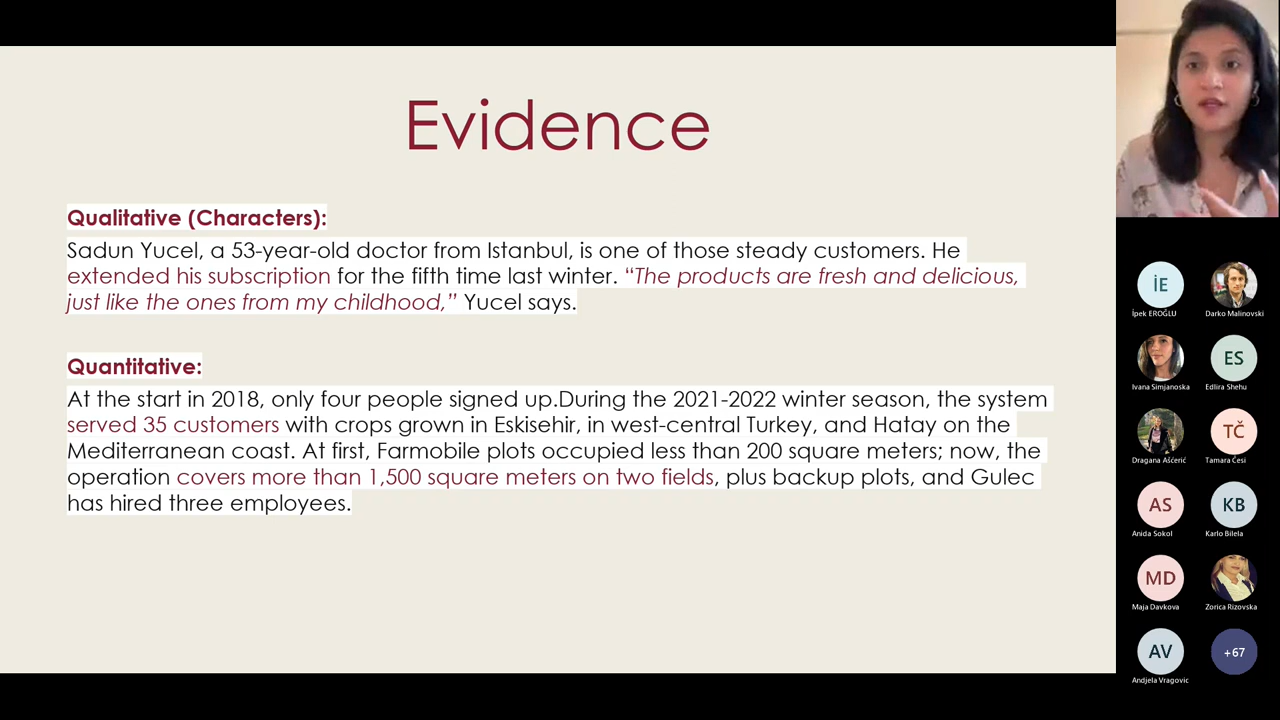 Evidence
Qualitative (Characters):
Sadun Yucel, a 53-year-old doctor from Istanbul, is one of those steady customers. He
extended his subscription for the fifth time last winter. “The products are fresh and delicious,
just like the ones from my childhood,” Yucel says.
Quantitative:
At the start in 2018, only four people signed up.During the 2021-2022 winter season, the system
served 35 customers with crops grown in Eskisehir, in west-central Turkey, and Hatay on the
Mediterranean coast. At first, Farmobile plots occupied less than 200 square meters; now, the
operation covers more than 1,500 square meters on two fields, plus backup plots, and Gulec
has hired three employees.
İE
İpek EROĞLU
Darko Malinovski
Ivana Simjanoska
ES
Edlira Shehu
Dragana Aščerić
TČ
Tamara Česi
AS
Anida Sokol
KB
Karlo Bilela
MD
Maja Davkova
Zorica Rizovska
AV
Andjela Vragovic
+67